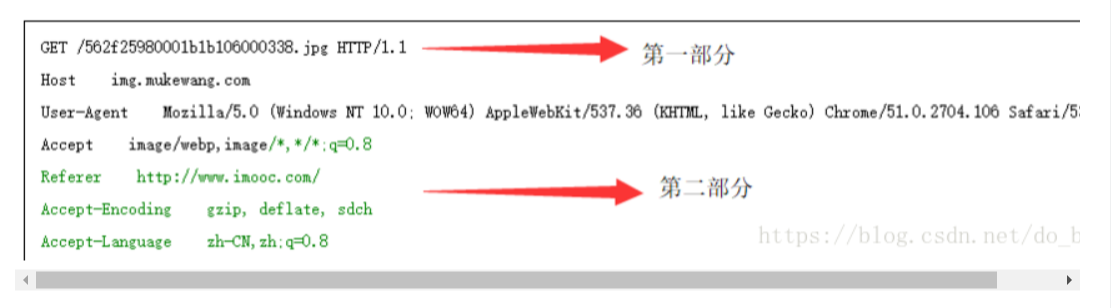 GET /562f25980001b1b106000338.jpg HTTP/1.1
第一部分
Host img.mukewang.com
User-Agent Mozilla/5.0 (Windows NT 10.0; WOW64) AppleWebKit/537.36 (KHTML, like Gecko) Chrome/51.0.2704.106 Safari/53
Accept image/webp,image/*,*/*;q=0.8
Referer http://www.imooc.com/
第二部分
Accept-Encoding gzip, deflate, sdch
Accept-Language zh-CN,zh;q=0.8
https://blog.csdn.net/do_b